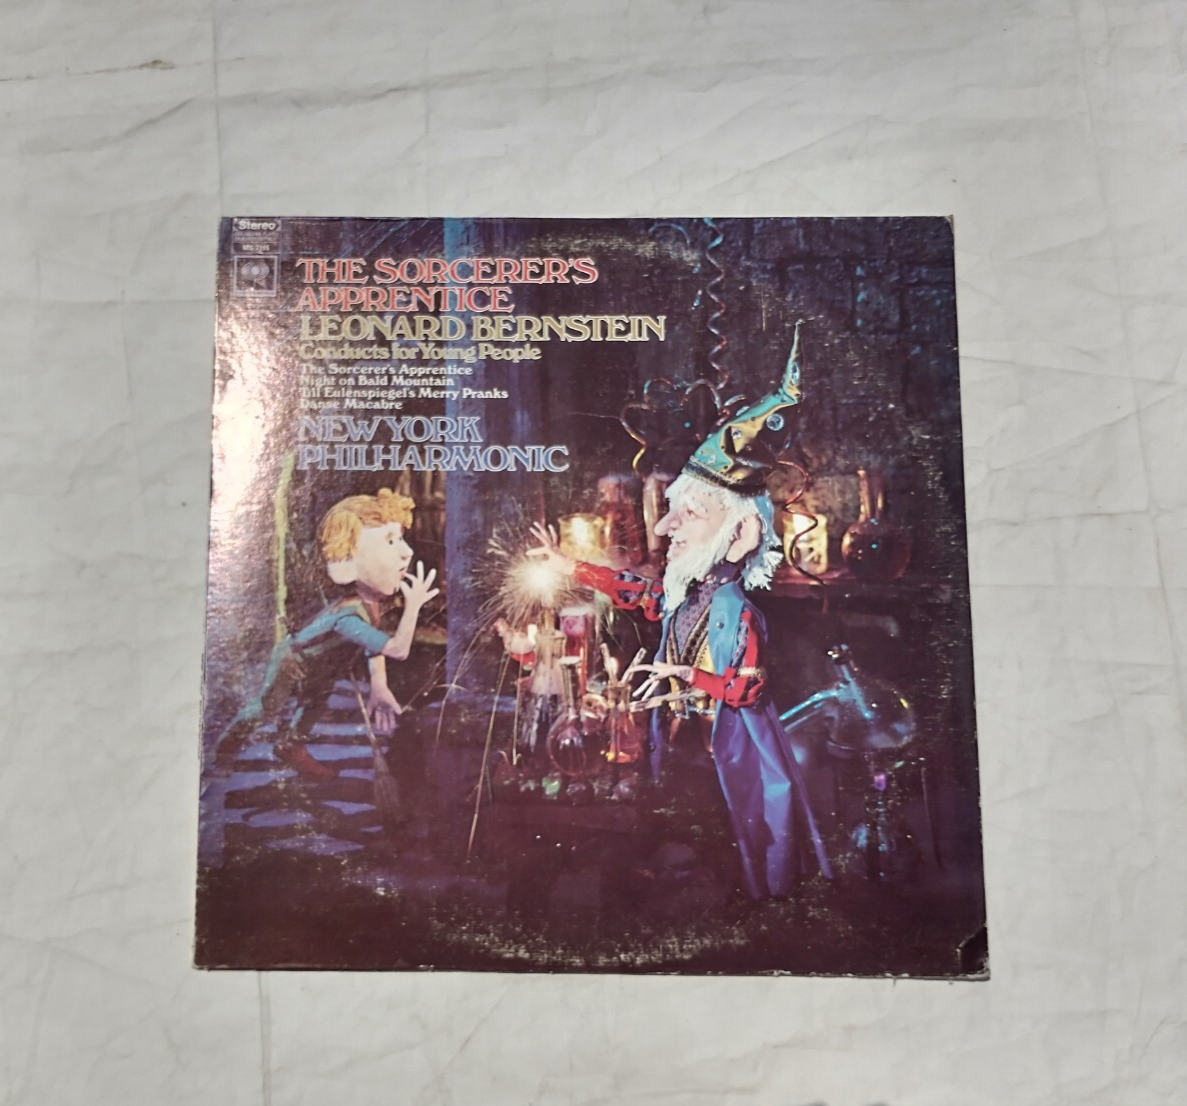 Stereo
THE SORCERER'S
APPRENTICE
LEONARD BERNSTEIN
Conducts for Young People
The Sorcerer's Apprentice
Night on Bald Mountain
Till Eulenspiegel's Merry Pranks
Danse Macabre
NEW YORK
PHILHARMONIC